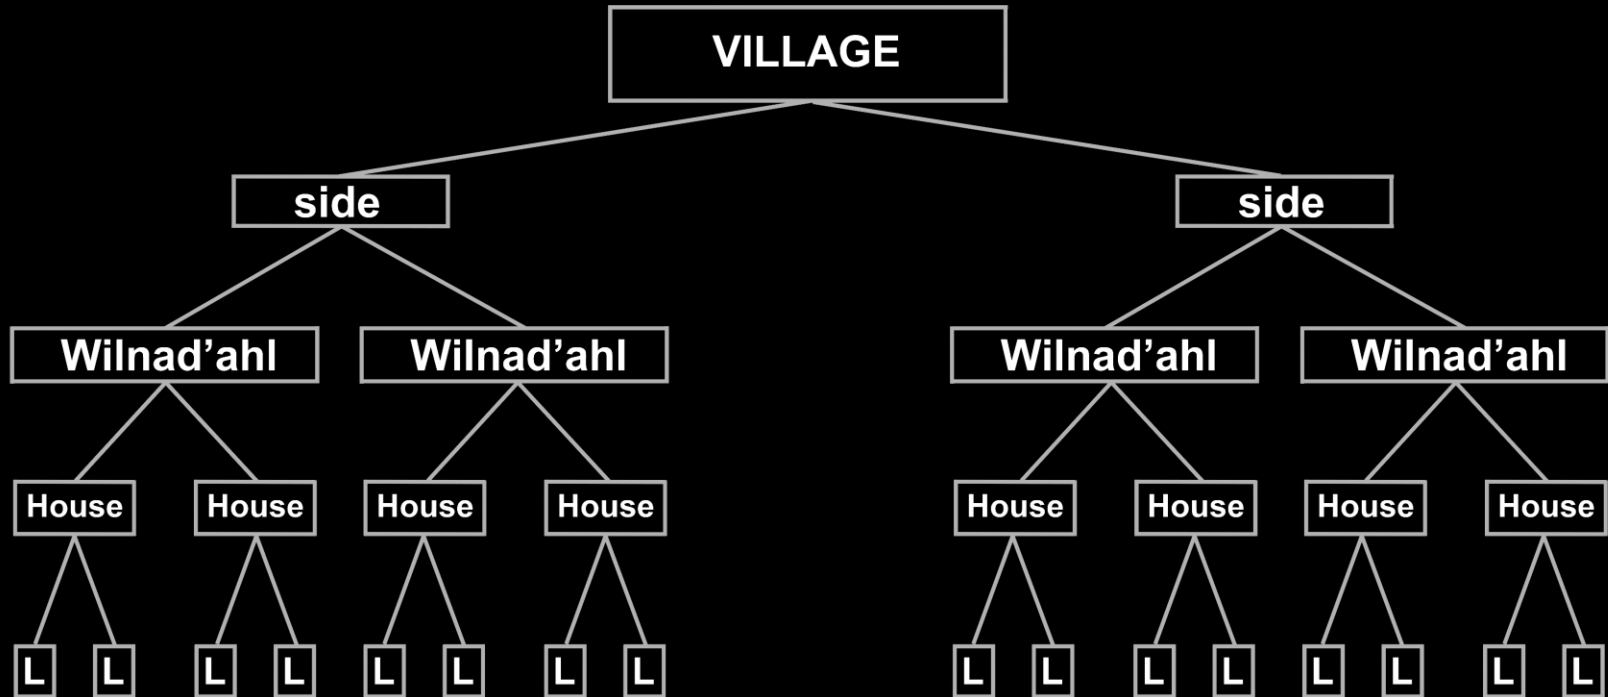 VILLAGE
side side
Wilnad’ahl Wilnad’ahl Wilnad’ahl Wilnad’ahl
House House House House House House House House
L L L L L L L L L L L L L L L L